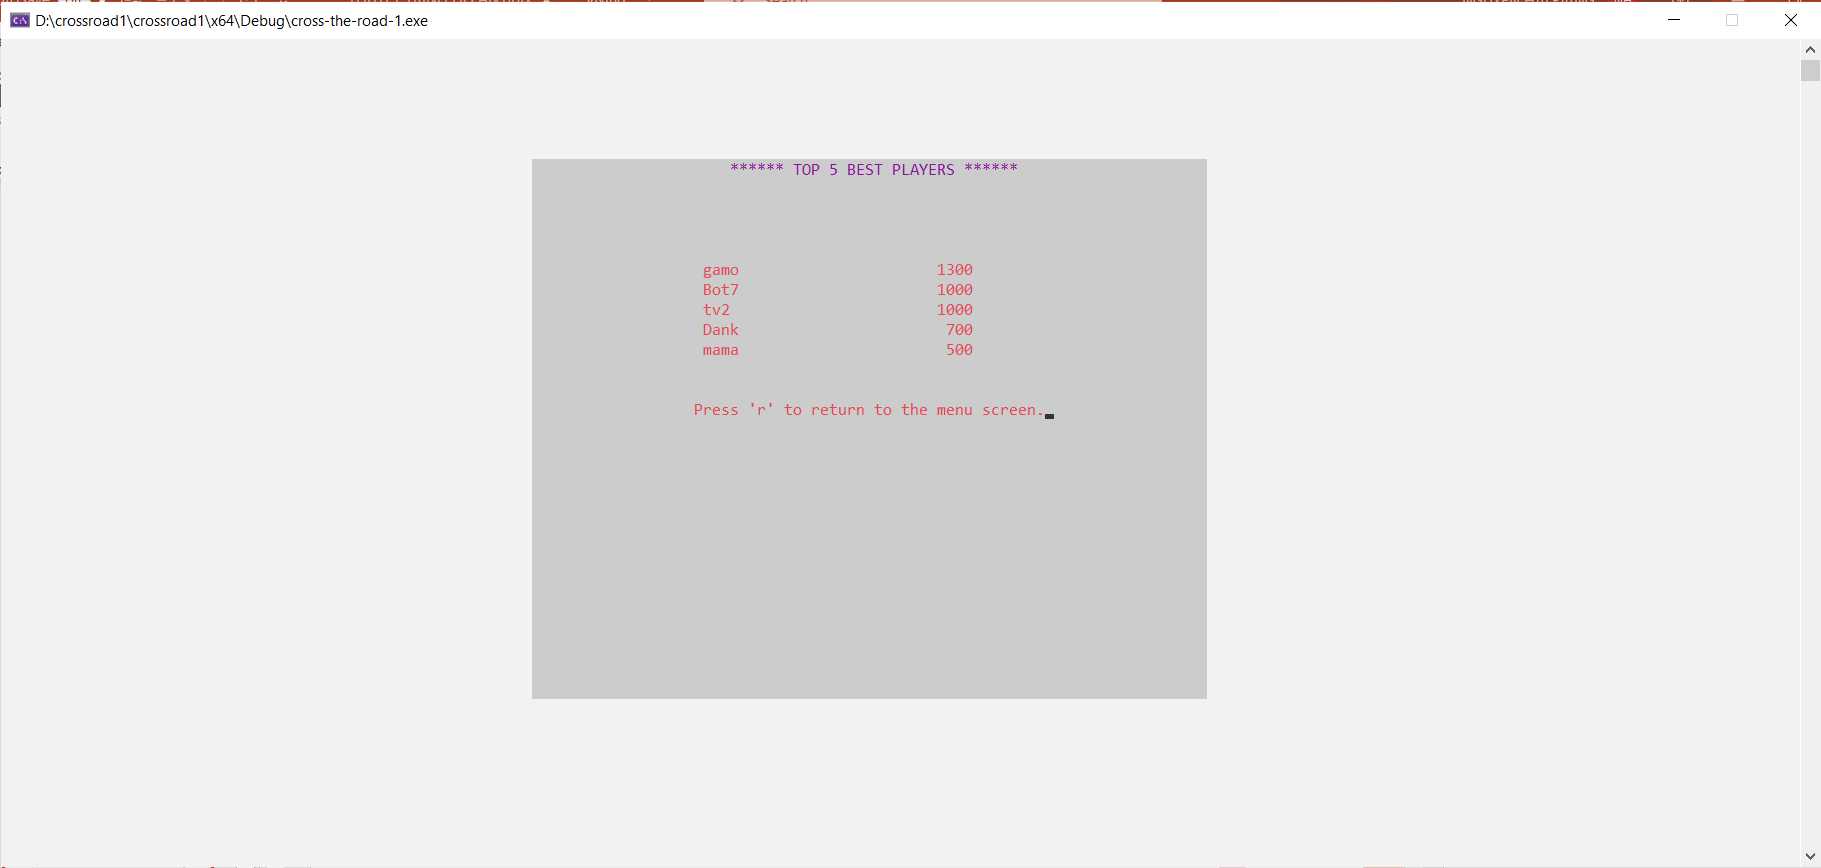 D:\crossroad1\crossroad1\x64\Debug\cross-the-road-1.exe
****** TOP 5 BEST PLAYERS ******
gamo 1300
Bot7 1000
tv2 1000
Dank 700
mama 500
Press 'r' to return to the menu screen.